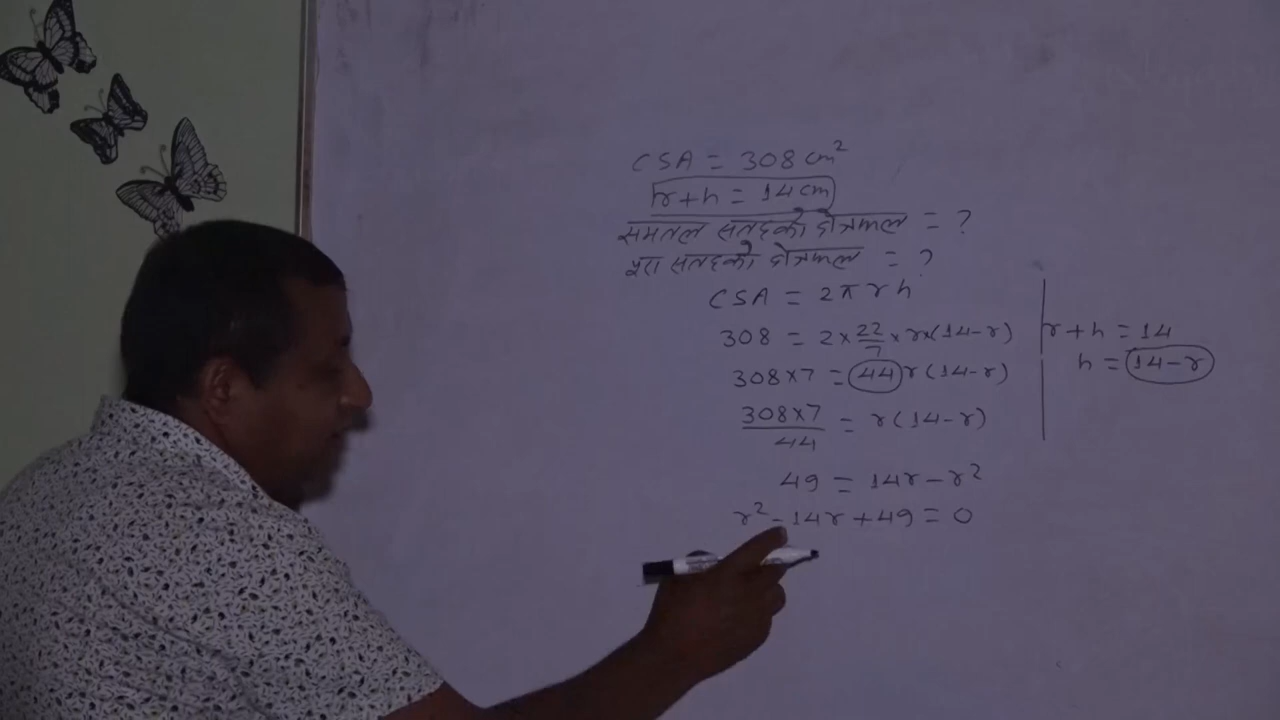 CSA = 308 cm²
r+h = 14 cm
समतल सतहको क्षेत्रफल = ?
पूरा सतहको क्षेत्रफल = ?
CSA = 2πrh
308 = 2 × 22/7 × r×(14-r)
308×7 = 44 r(14-r)
308×7/44 = r(14-r)
49 = 14r - r²
r² - 14r + 49 = 0
r+h = 14
h = 14-r